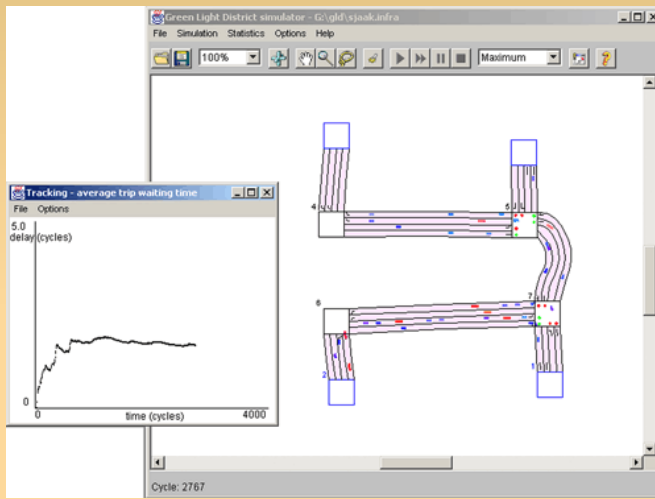 Green Light District simulator - G:\gld\sjaak.infra
File Simulation Statistics Options Help
100%
Maximum
4
5
Tracking - average trip waiting time
File Options
5.0
delay (cycles)
0
0
time (cycles)
4000
6
7
2
1
Cycle: 2767